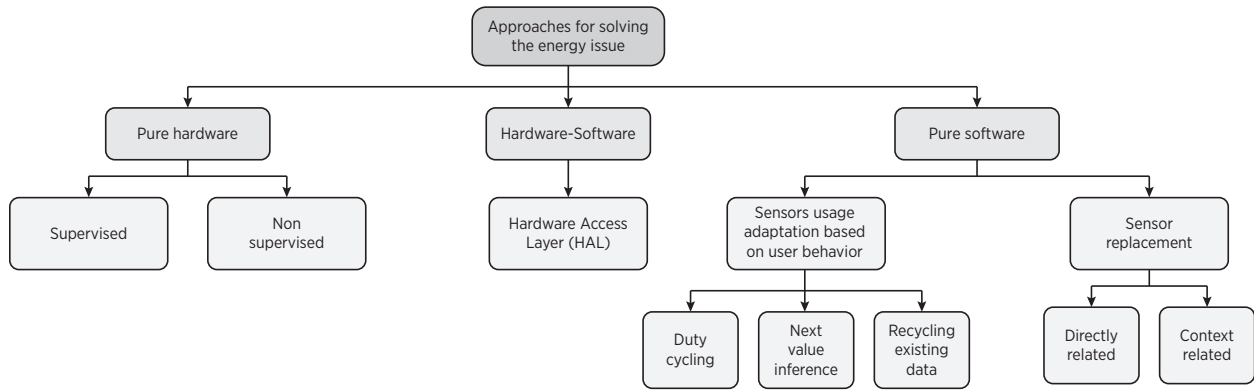 Approaches for solving
the energy issue
Pure hardware
Hardware-Software
Pure software
Supervised
Non
supervised
Hardware Access
Layer (HAL)
Sensors usage
adaptation based
on user behavior
Sensor
replacement
Duty
cycling
Next
value
inference
Recycling
existing
data
Directly
related
Context
related